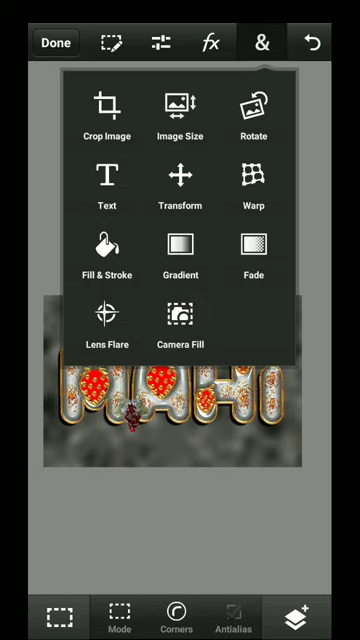 Done fx &
Crop Image Image Size Rotate
Text Transform Warp
Fill & Stroke Gradient Fade
Lens Flare Camera Fill
Mode Corners Antialias